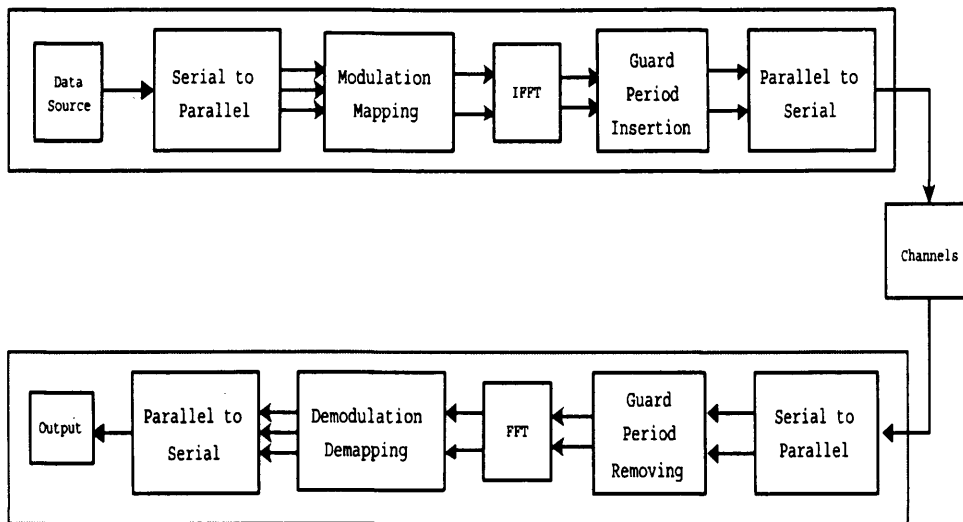 Data
Source
Serial to
Parallel
Modulation
Mapping
IFFT
Guard
Period
Insertion
Parallel to
Serial
Channels
Output
Parallel to
Serial
Demodulation
Demapping
FFT
Guard
Period
Removing
Serial to
Parallel